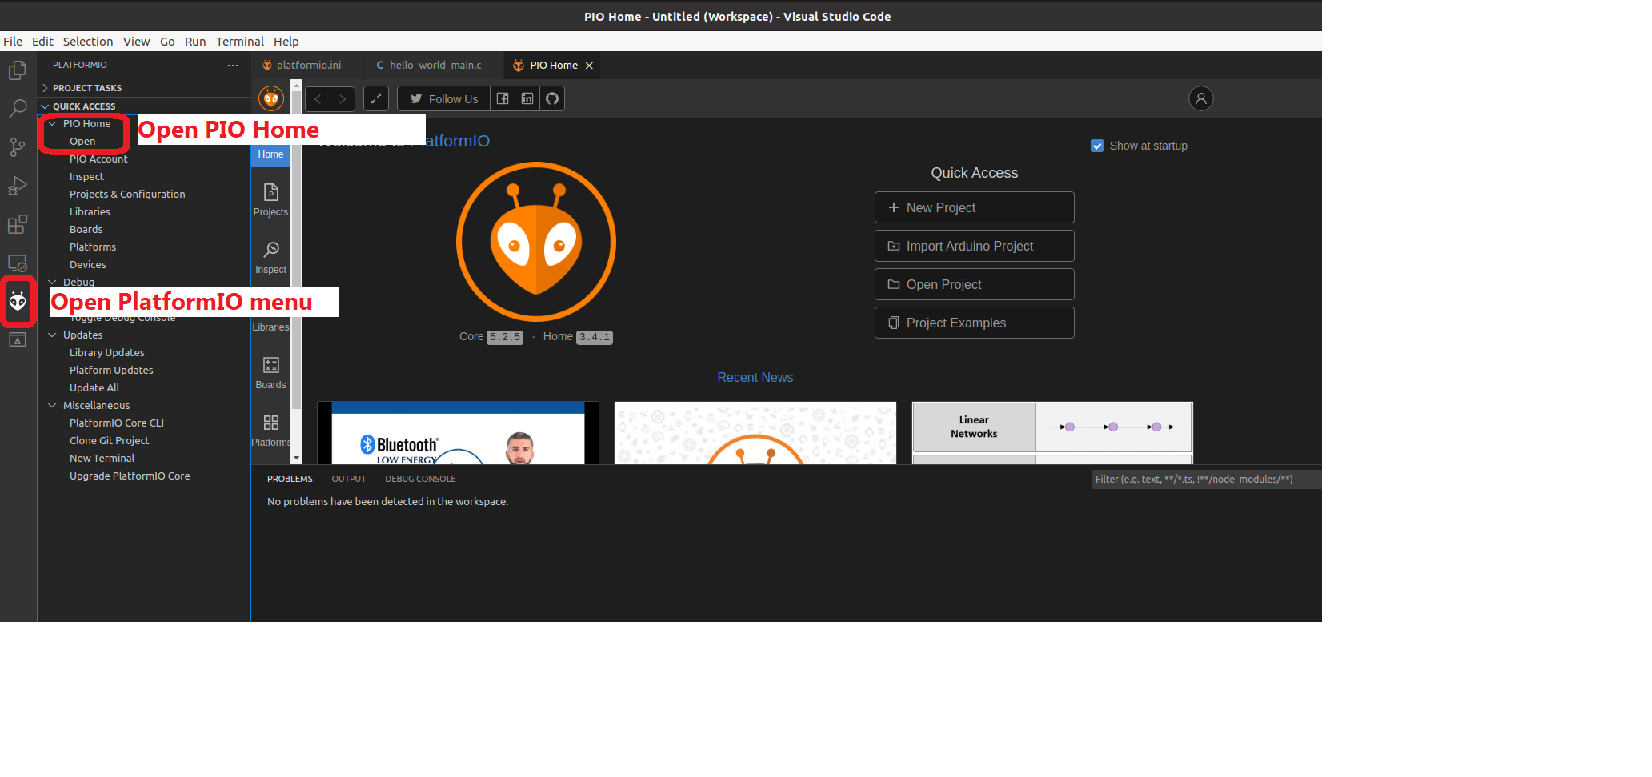 PIO Home - Untitled (Workspace) - Visual Studio Code
File Edit Selection View Go Run Terminal Help
PLATFORMIO
PROJECT TASKS
QUICK ACCESS
PIO Home
Open
PIO Account
Inspect
Projects & Configuration
Libraries
Boards
Platforms
Devices
Debug
Toggle Debug Console
Updates
Library Updates
Platform Updates
Update All
Miscellaneous
PlatformIO Core CLI
Clone Git Project
New Terminal
Upgrade PlatformIO Core
Open PIO Home
Open PlatformIO menu
platformio.ini
C hello_world_main.c
PIO Home
Follow Us
Home
Projects
Inspect
Libraries
Boards
Platforms
Show at startup
Quick Access
New Project
Import Arduino Project
Open Project
Project Examples
Core 5.2.5 · Home 3.4.1
Recent News
Bluetooth®
LOW ENERGY
Linear
Networks
PROBLEMS OUTPUT DEBUG CONSOLE
Filter (e.g. text, **/*.ts, !**/node_modules/**)
No problems have been detected in the workspace.